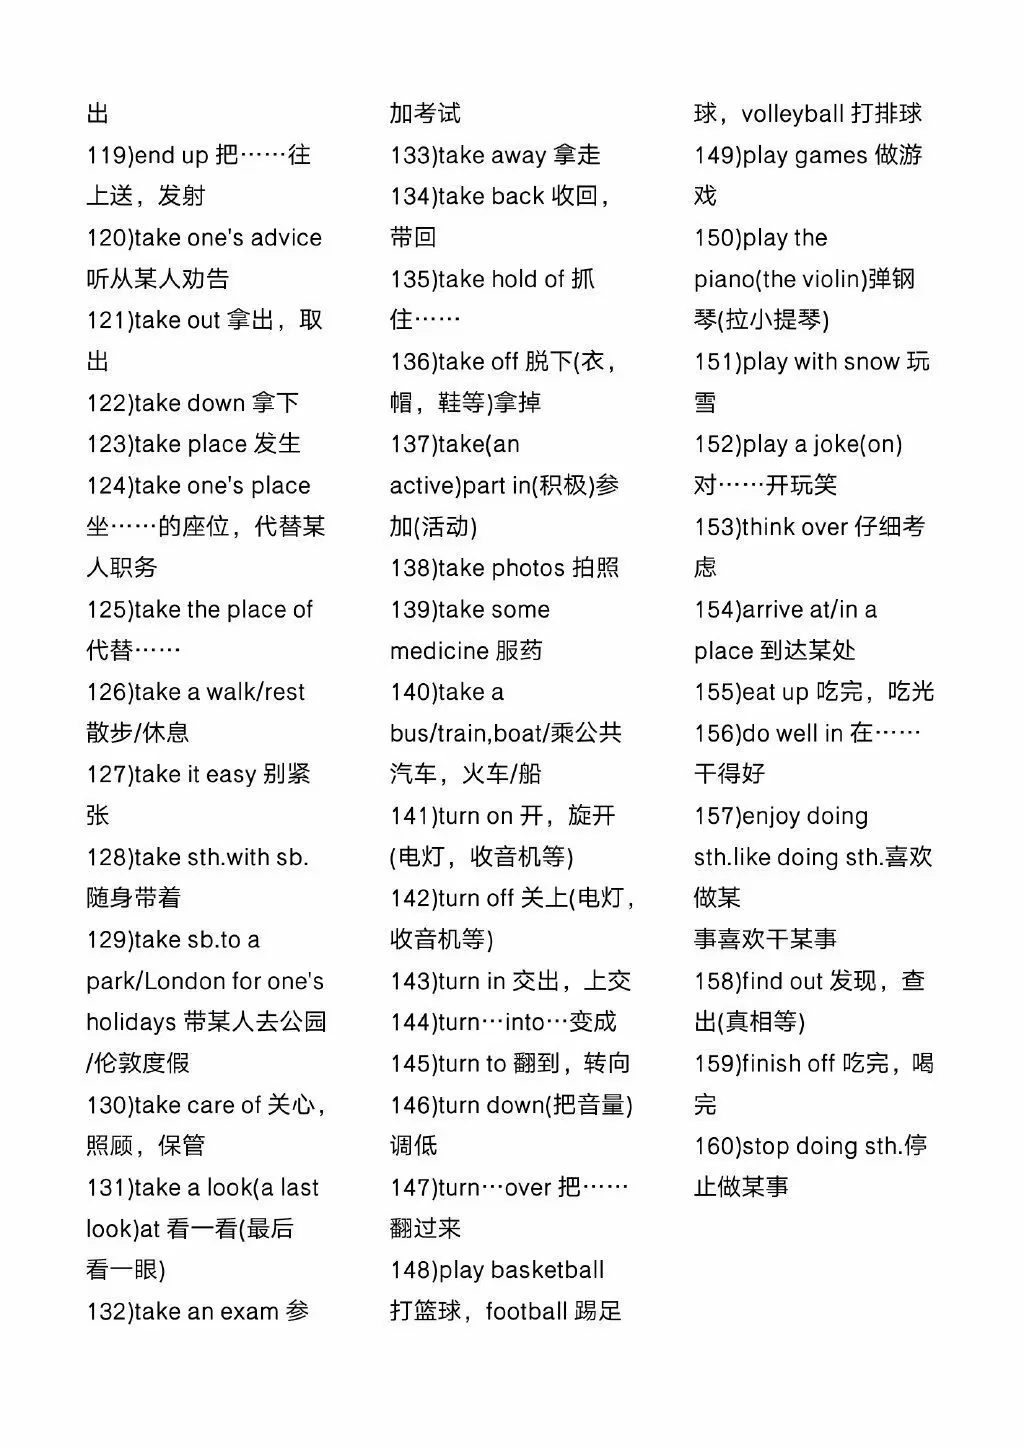 出
119)end up 把……往
上送，发射
120)take one's advice
听从某人劝告
121)take out 拿出，取
出
122)take down 拿下
123)take place 发生
124)take one's place
坐……的座位，代替某
人职务
125)take the place of
代替……
126)take a walk/rest
散步/休息
127)take it easy 别紧
张
128)take sth.with sb.
随身带着
129)take sb.to a
park/London for one's
holidays 带某人去公园
/伦敦度假
130)take care of 关心，
照顾，保管
131)take a look(a last
look)at 看一看(最后
看一眼)
132)take an exam 参
加考试
133)take away 拿走
134)take back 收回，
带回
135)take hold of 抓
住……
136)take off 脱下(衣，
帽，鞋等)拿掉
137)take(an
active)part in(积极)参
加(活动)
138)take photos 拍照
139)take some
medicine 服药
140)take a
bus/train,boat/乘公共
汽车，火车/船
141)turn on 开，旋开
(电灯，收音机等)
142)turn off 关上(电灯，
收音机等)
143)turn in 交出，上交
144)turn…into…变成
145)turn to 翻到，转向
146)turn down(把音量)
调低
147)turn…over 把……
翻过来
148)play basketball
打篮球，football 踢足
球，volleyball 打排球
149)play games 做游
戏
150)play the
piano(the violin)弹钢
琴(拉小提琴)
151)play with snow 玩
雪
152)play a joke(on)
对……开玩笑
153)think over 仔细考
虑
154)arrive at/in a
place 到达某处
155)eat up 吃完，吃光
156)do well in 在……
干得好
157)enjoy doing
sth.like doing sth.喜欢
做某
事喜欢干某事
158)find out 发现，查
出(真相等)
159)finish off 吃完，喝
完
160)stop doing sth.停
止做某事